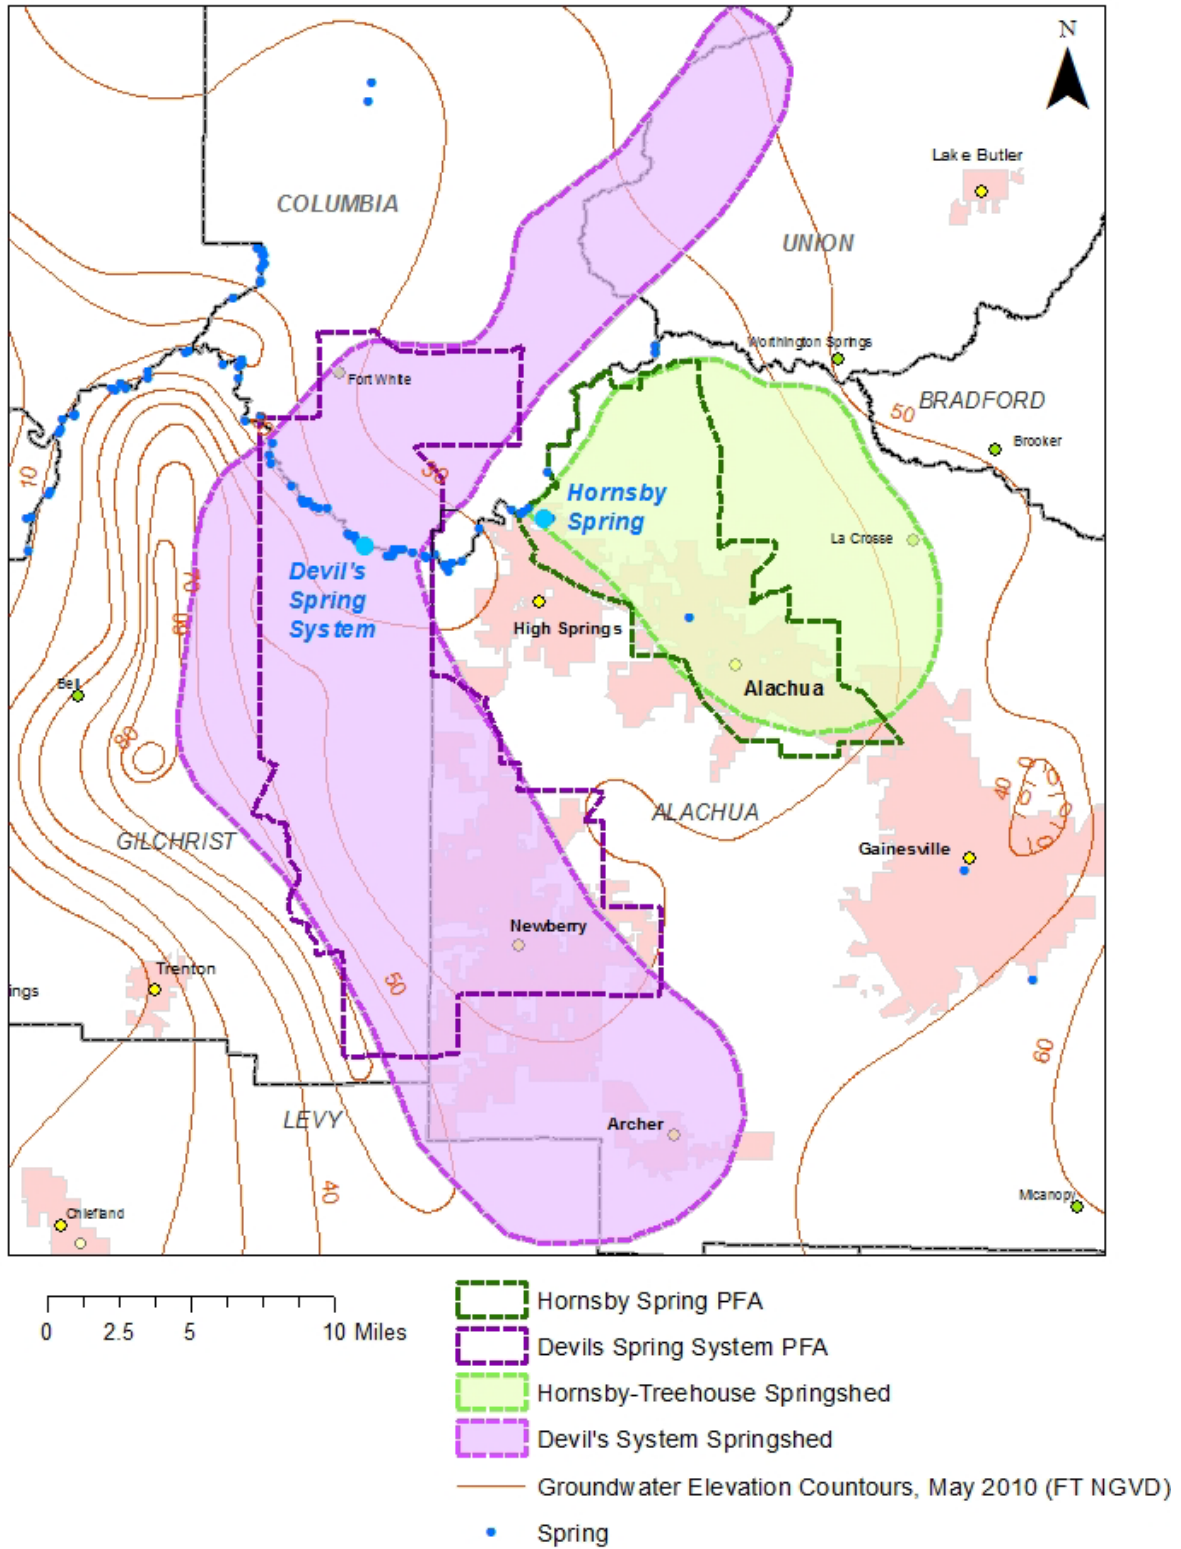 N
Lake Butler
COLUMBIA
UNION
Worthington Springs
Fort White
BRADFORD
50
Brooker
30
10
Hornsby
Spring
La Crosse
Devil's
Spring
System
70
60
High Springs
Bell
Alachua
80
40
ALACHUA
GILCHRIST
Gainesville
Newberry
Trenton
ings
50
60
LEVY
Archer
40
Micanopy
Chiefland
0 2.5 5 10 Miles
Hornsby Spring PFA
Devils Spring System PFA
Hornsby-Treehouse Springshed
Devil's System Springshed
Groundwater Elevation Countours, May 2010 (FT NGVD)
Spring